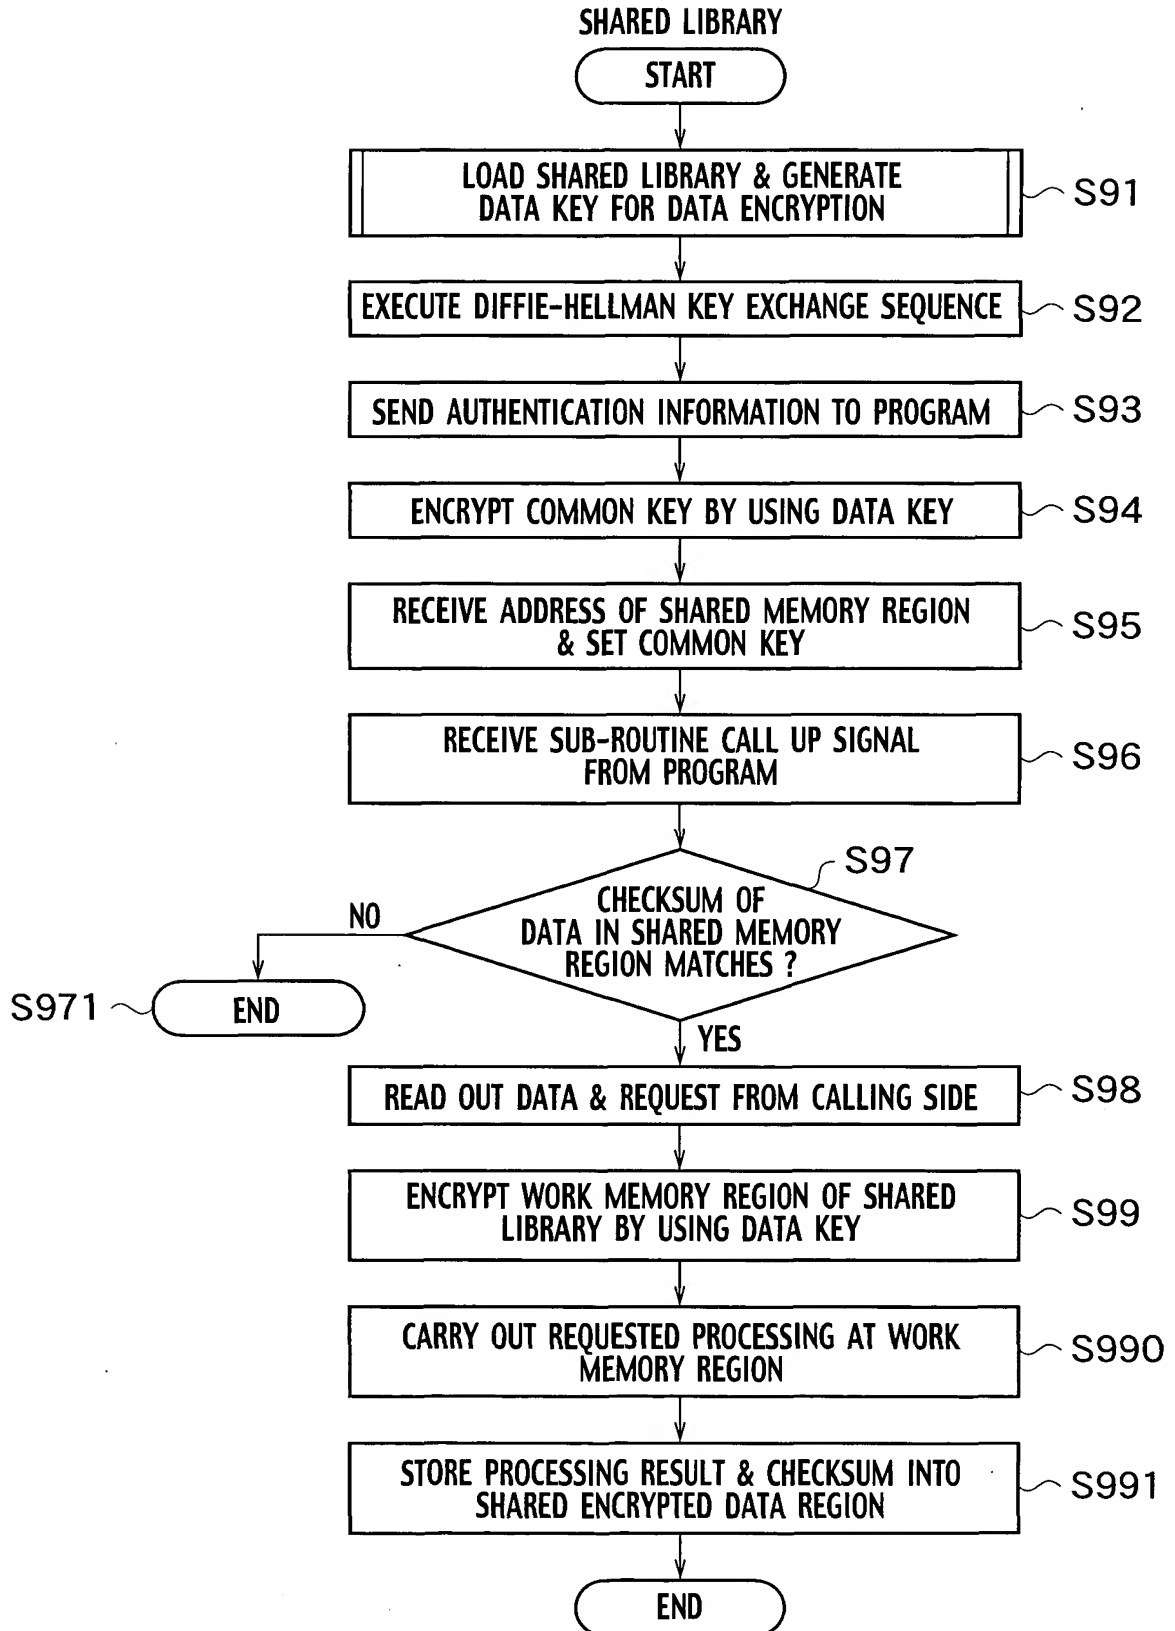 SHARED LIBRARY
START
LOAD SHARED LIBRARY & GENERATE
DATA KEY FOR DATA ENCRYPTION
S91
EXECUTE DIFFIE-HELLMAN KEY EXCHANGE SEQUENCE
S92
SEND AUTHENTICATION INFORMATION TO PROGRAM
S93
ENCRYPT COMMON KEY BY USING DATA KEY
S94
RECEIVE ADDRESS OF SHARED MEMORY REGION
& SET COMMON KEY
S95
RECEIVE SUB-ROUTINE CALL UP SIGNAL
FROM PROGRAM
S96
S97
CHECKSUM OF
DATA IN SHARED MEMORY
REGION MATCHES ?
NO
S971
END
YES
READ OUT DATA & REQUEST FROM CALLING SIDE
S98
ENCRYPT WORK MEMORY REGION OF SHARED
LIBRARY BY USING DATA KEY
S99
CARRY OUT REQUESTED PROCESSING AT WORK
MEMORY REGION
S990
STORE PROCESSING RESULT & CHECKSUM INTO
SHARED ENCRYPTED DATA REGION
S991
END